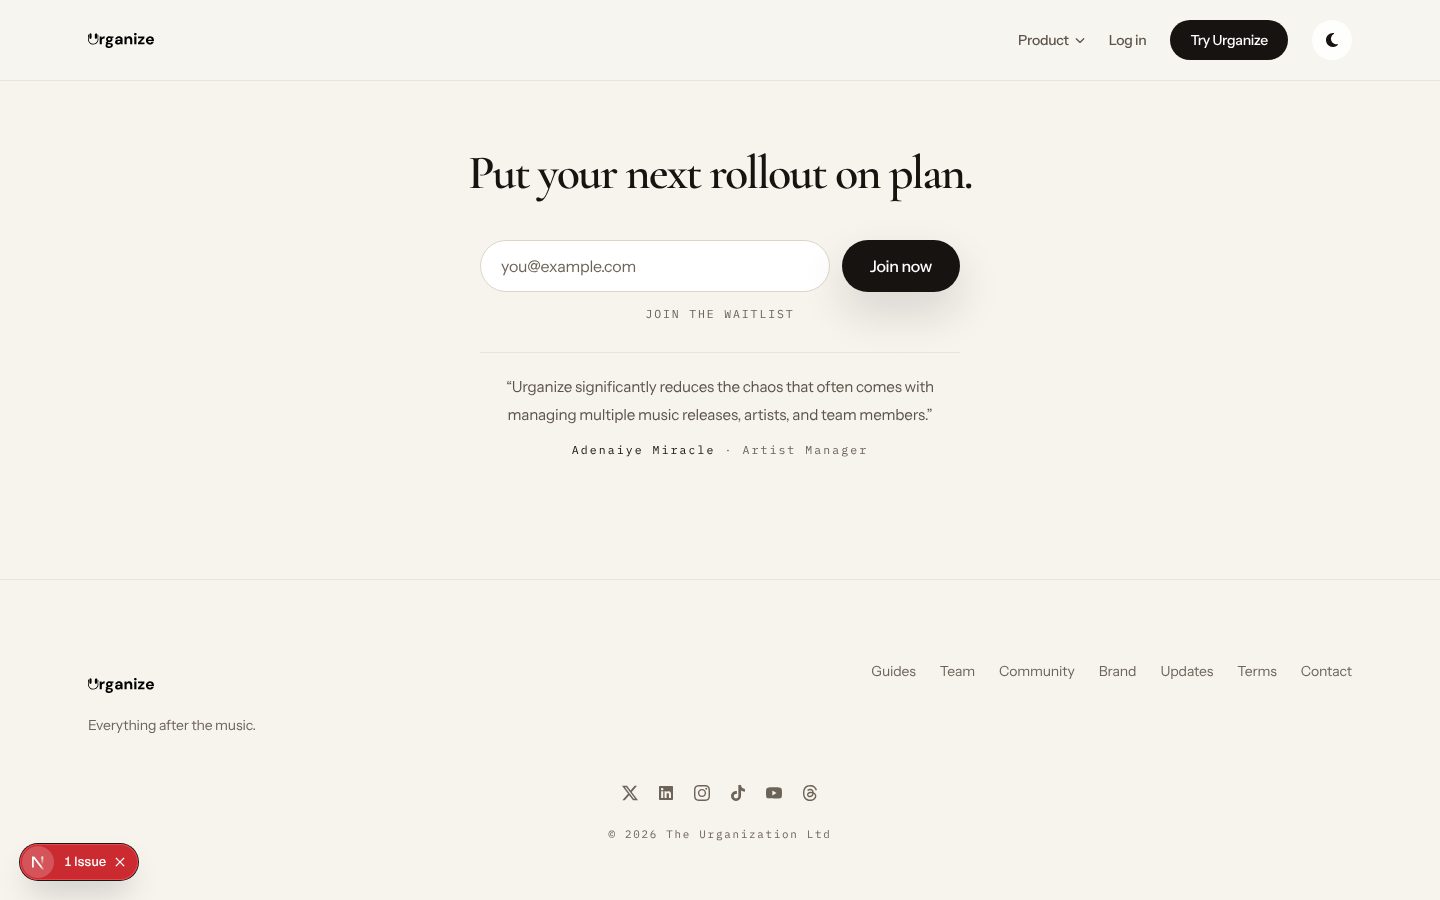 Urganize
Product
Log in
Try Urganize
Put your next rollout on plan.
you@example.com
Join now
JOIN THE WAITLIST
“Urganize significantly reduces the chaos that often comes with
managing multiple music releases, artists, and team members.”
Adenaiye Miracle · Artist Manager
Urganize
Guides Team Community Brand Updates Terms Contact
Everything after the music.
© 2026 The Urganization Ltd
N 1 Issue